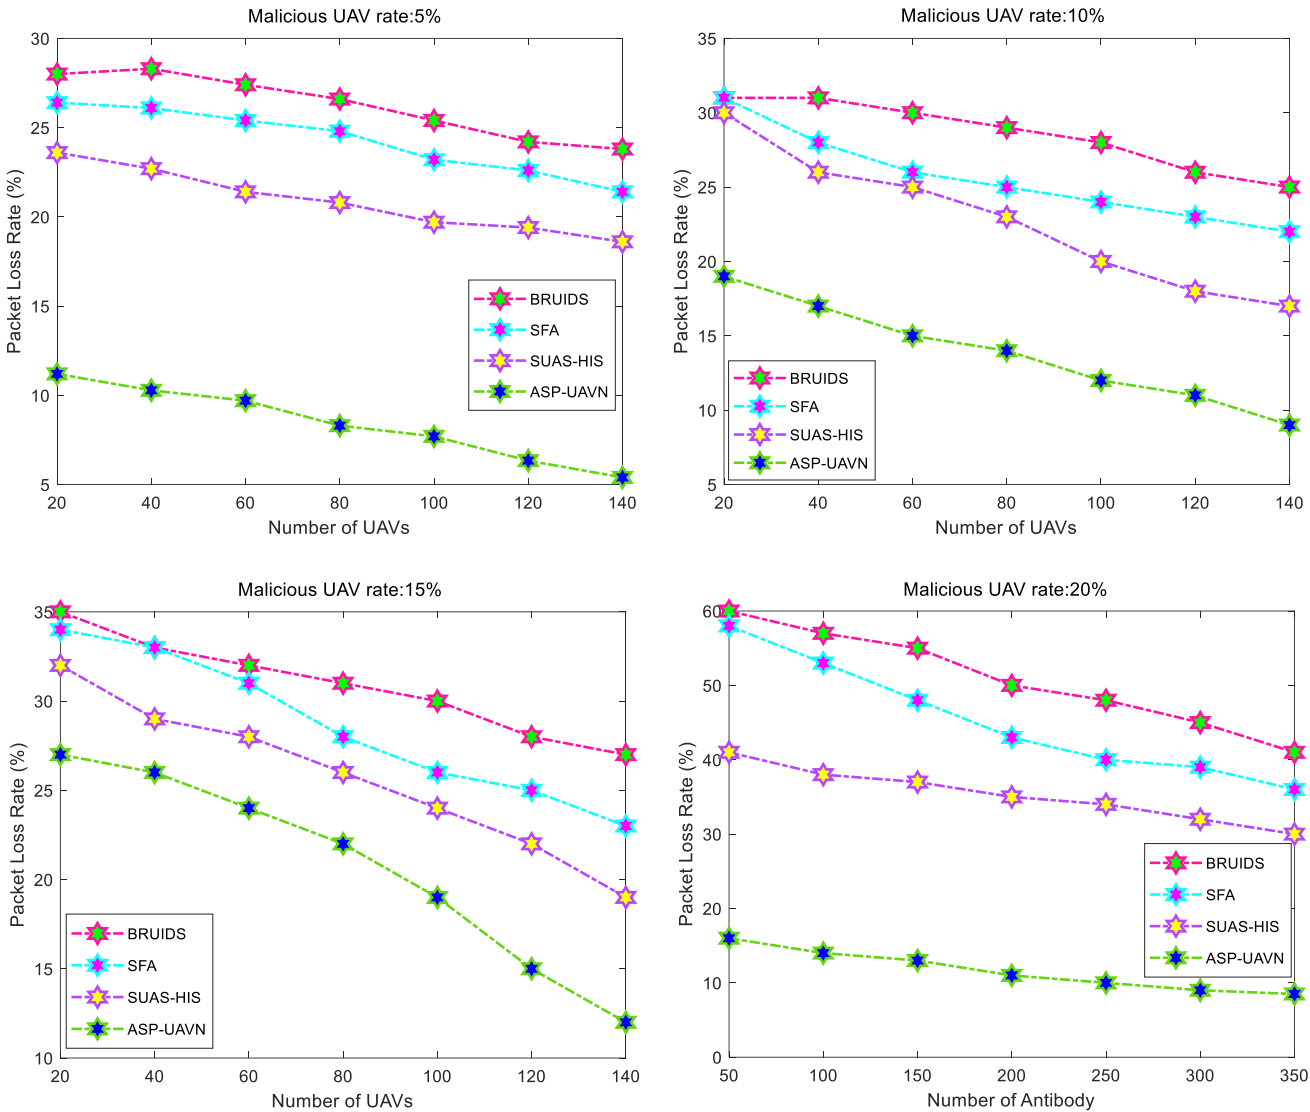 Malicious UAV rate:5%
30
25
20
15
10
5
Packet Loss Rate (%)
BRUIDS
SFA
SUAS-HIS
ASP-UAVN
20 40 60 80 100 120 140
Number of UAVs
Malicious UAV rate:10%
35
30
25
20
15
10
5
Packet Loss Rate (%)
BRUIDS
SFA
SUAS-HIS
ASP-UAVN
20 40 60 80 100 120 140
Number of UAVs
Malicious UAV rate:15%
35
30
25
20
15
10
Packet Loss Rate (%)
BRUIDS
SFA
SUAS-HIS
ASP-UAVN
20 40 60 80 100 120 140
Number of UAVs
Malicious UAV rate:20%
60
50
40
30
20
10
0
Packet Loss Rate (%)
BRUIDS
SFA
SUAS-HIS
ASP-UAVN
50 100 150 200 250 300 350
Number of Antibody